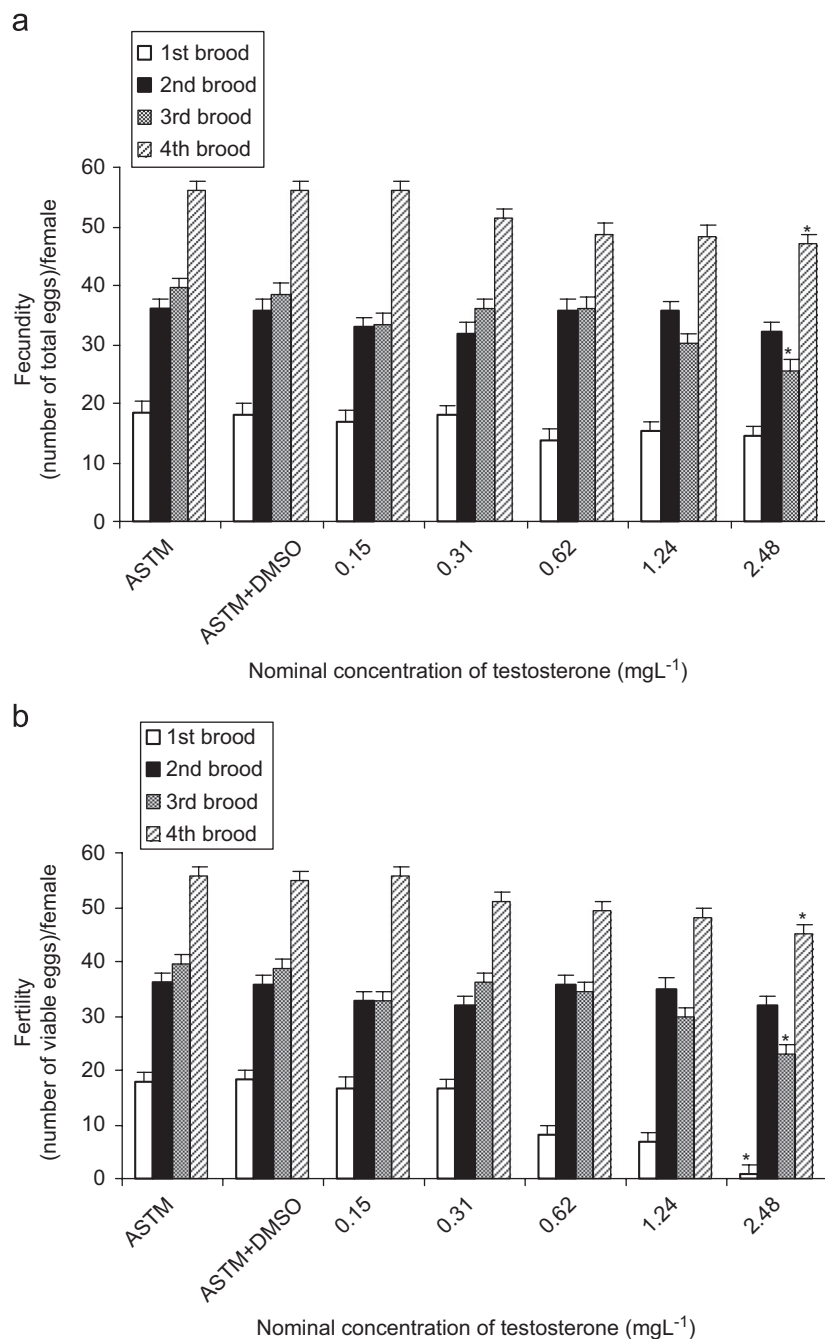 a
1st brood
2nd brood
3rd brood
4th brood
60
50
40
30
20
10
0
Fecundity
(number of total eggs)/female
*
*
ASTM
ASTM+DMSO
0.15
0.31
0.62
1.24
2.48
Nominal concentration of testosterone (mgL⁻¹)
b
1st brood
2nd brood
3rd brood
4th brood
60
50
40
30
20
10
0
Fertility
(number of viable eggs)/female
*
*
*
ASTM
ASTM+DMSO
0.15
0.31
0.62
1.24
2.48
Nominal concentration of testosterone (mgL⁻¹)